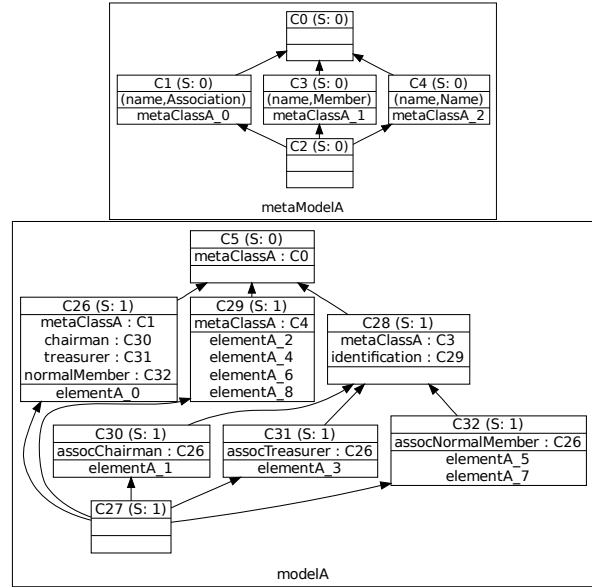 C0 (S: 0)
C1 (S: 0)
(name,Association)
metaClassA_0
C3 (S: 0)
(name,Member)
metaClassA_1
C4 (S: 0)
(name,Name)
metaClassA_2
C2 (S: 0)
metaModelA
C5 (S: 0)
metaClassA : C0
C26 (S: 1)
metaClassA : C1
chairman : C30
treasurer : C31
normalMember : C32
elementA_0
C29 (S: 1)
metaClassA : C4
elementA_2
elementA_4
elementA_6
elementA_8
C28 (S: 1)
metaClassA : C3
identification : C29
C30 (S: 1)
assocChairman : C26
elementA_1
C31 (S: 1)
assocTreasurer : C26
elementA_3
C32 (S: 1)
assocNormalMember : C26
elementA_5
elementA_7
C27 (S: 1)
modelA